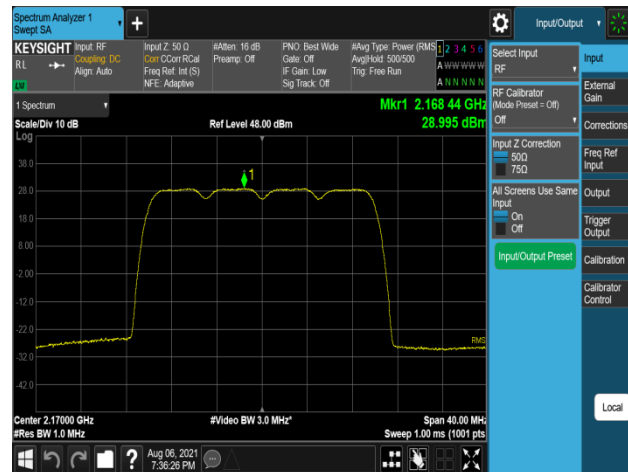 Spectrum Analyzer 1
Swept SA
Input/Output
KEYSIGHT
RL
LXI
Input: RF
Coupling: DC
Align: Auto
Input Z: 50 Ω
Corr CCorr RCal
Freq Ref: Int (S)
NFE: Adaptive
#Atten: 16 dB
Preamp: Off
PNO: Best Wide
Gate: Off
IF Gain: Low
Sig Track: Off
#Avg Type: Power (RMS
Avg|Hold: 500/500
Trig: Free Run
1 2 3 4 5 6
A W W W W W
A N N N N N
1 Spectrum
Mkr1 2.168 44 GHz
28.995 dBm
Scale/Div 10 dB
Ref Level 48.00 dBm
Log
38.0
28.0
18.0
8.00
-2.00
-12.0
-22.0
-32.0
-42.0
1
RMS
Center 2.17000 GHz
#Video BW 3.0 MHz*
Span 40.00 MHz
#Res BW 1.0 MHz
Sweep 1.00 ms (1001 pts
Select Input
RF
RF Calibrator
(Mode Preset = Off)
Off
Input Z Correction
50Ω
75Ω
All Screens Use Same
Input
On
Off
Input/Output Preset
Input
External
Gain
Corrections
Freq Ref
Input
Output
Trigger
Output
Calibration
Calibrator
Control
Local
?
Aug 06, 2021
7:36:26 PM